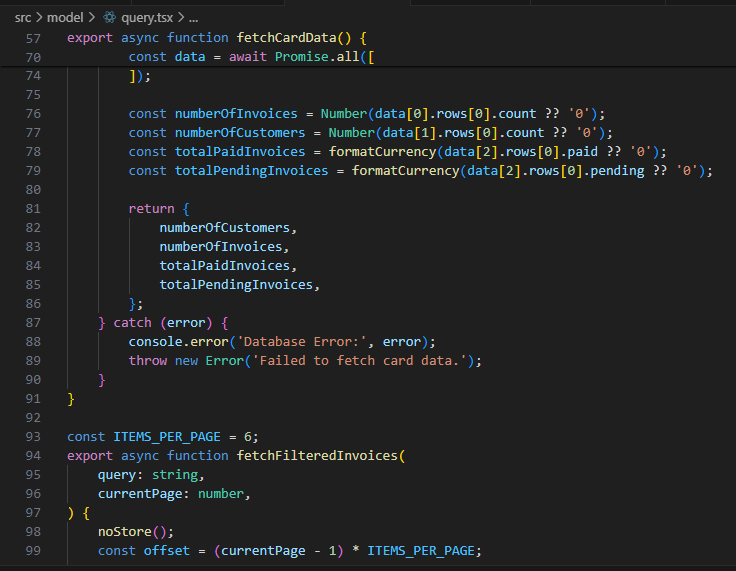 src > model > query.tsx > ...
57 export async function fetchCardData() {
70 const data = await Promise.all([
74 ]);
75
76 const numberOfInvoices = Number(data[0].rows[0].count ?? '0');
77 const numberOfCustomers = Number(data[1].rows[0].count ?? '0');
78 const totalPaidInvoices = formatCurrency(data[2].rows[0].paid ?? '0');
79 const totalPendingInvoices = formatCurrency(data[2].rows[0].pending ?? '0');
80
81 return {
82 numberOfCustomers,
83 numberOfInvoices,
84 totalPaidInvoices,
85 totalPendingInvoices,
86 };
87 } catch (error) {
88 console.error('Database Error:', error);
89 throw new Error('Failed to fetch card data.');
90 }
91 }
92
93 const ITEMS_PER_PAGE = 6;
94 export async function fetchFilteredInvoices(
95 query: string,
96 currentPage: number,
97 ) {
98 noStore();
99 const offset = (currentPage - 1) * ITEMS_PER_PAGE;